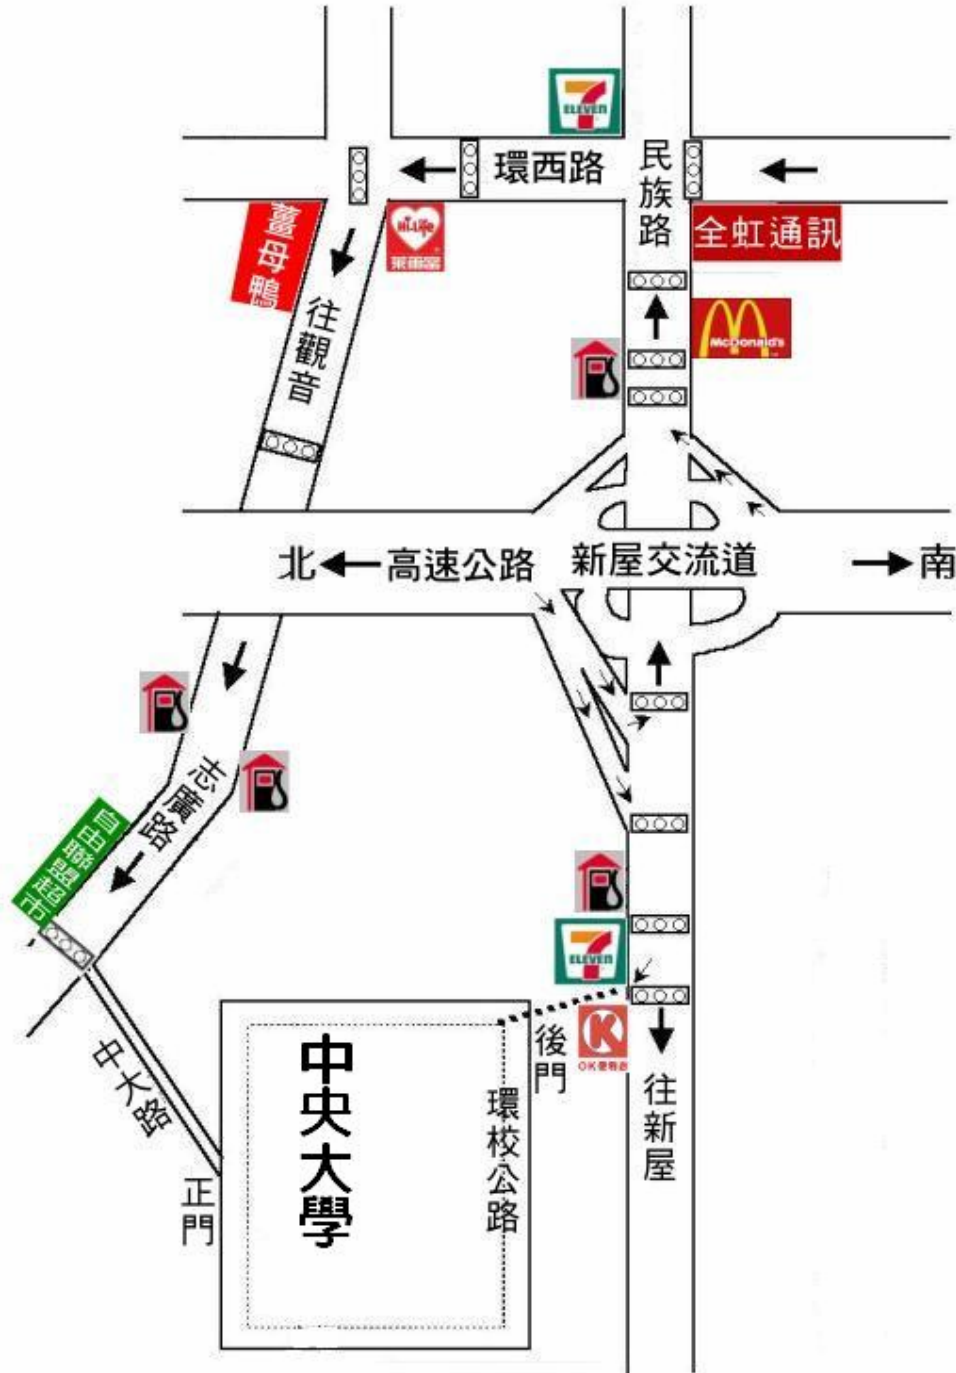 7
ELEVEN
環西路
民族路
薑母鴨
Hi-Life
萊爾富
全虹通訊
往觀音
McDonald's
北
高速公路
新屋交流道
南
志廣路
自由聯盟超市
7
ELEVEN
K
OK便利店
後門
中大路
中央大學
環校公路
往新屋
正門